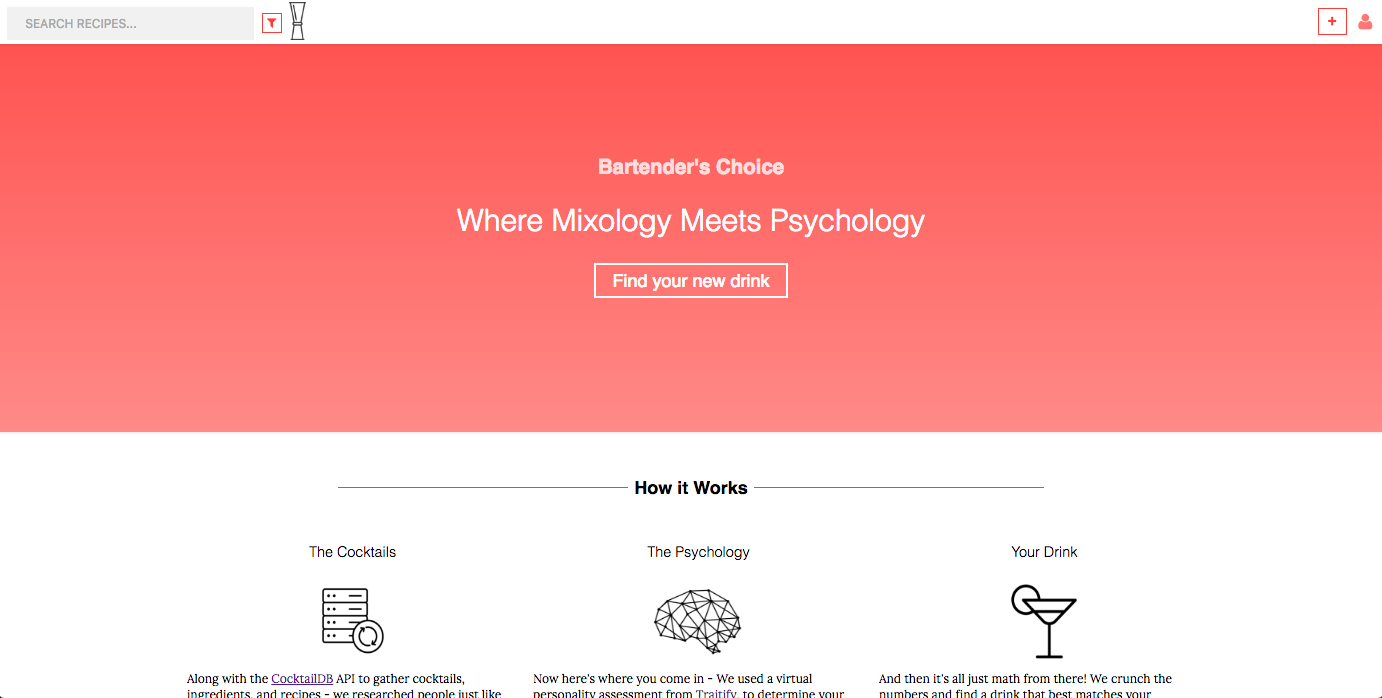 SEARCH RECIPES...
+
Bartender's Choice
Where Mixology Meets Psychology
Find your new drink
How it Works
The Cocktails
The Psychology
Your Drink
Along with the CocktailDB API to gather cocktails,
ingredients, and recipes - we researched people just like
Now here's where you come in - We used a virtual
personality assessment from Traitify, to determine your
And then it's all just math from there! We crunch the
numbers and find a drink that best matches your